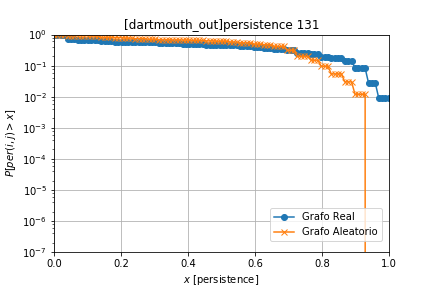 [dartmouth_out]persistence 131
P[per(i, j) > x]
10^0
10^-1
10^-2
10^-3
10^-4
10^-5
10^-6
10^-7
Grafo Real
Grafo Aleatorio
0.0 0.2 0.4 0.6 0.8 1.0
x [persistence]